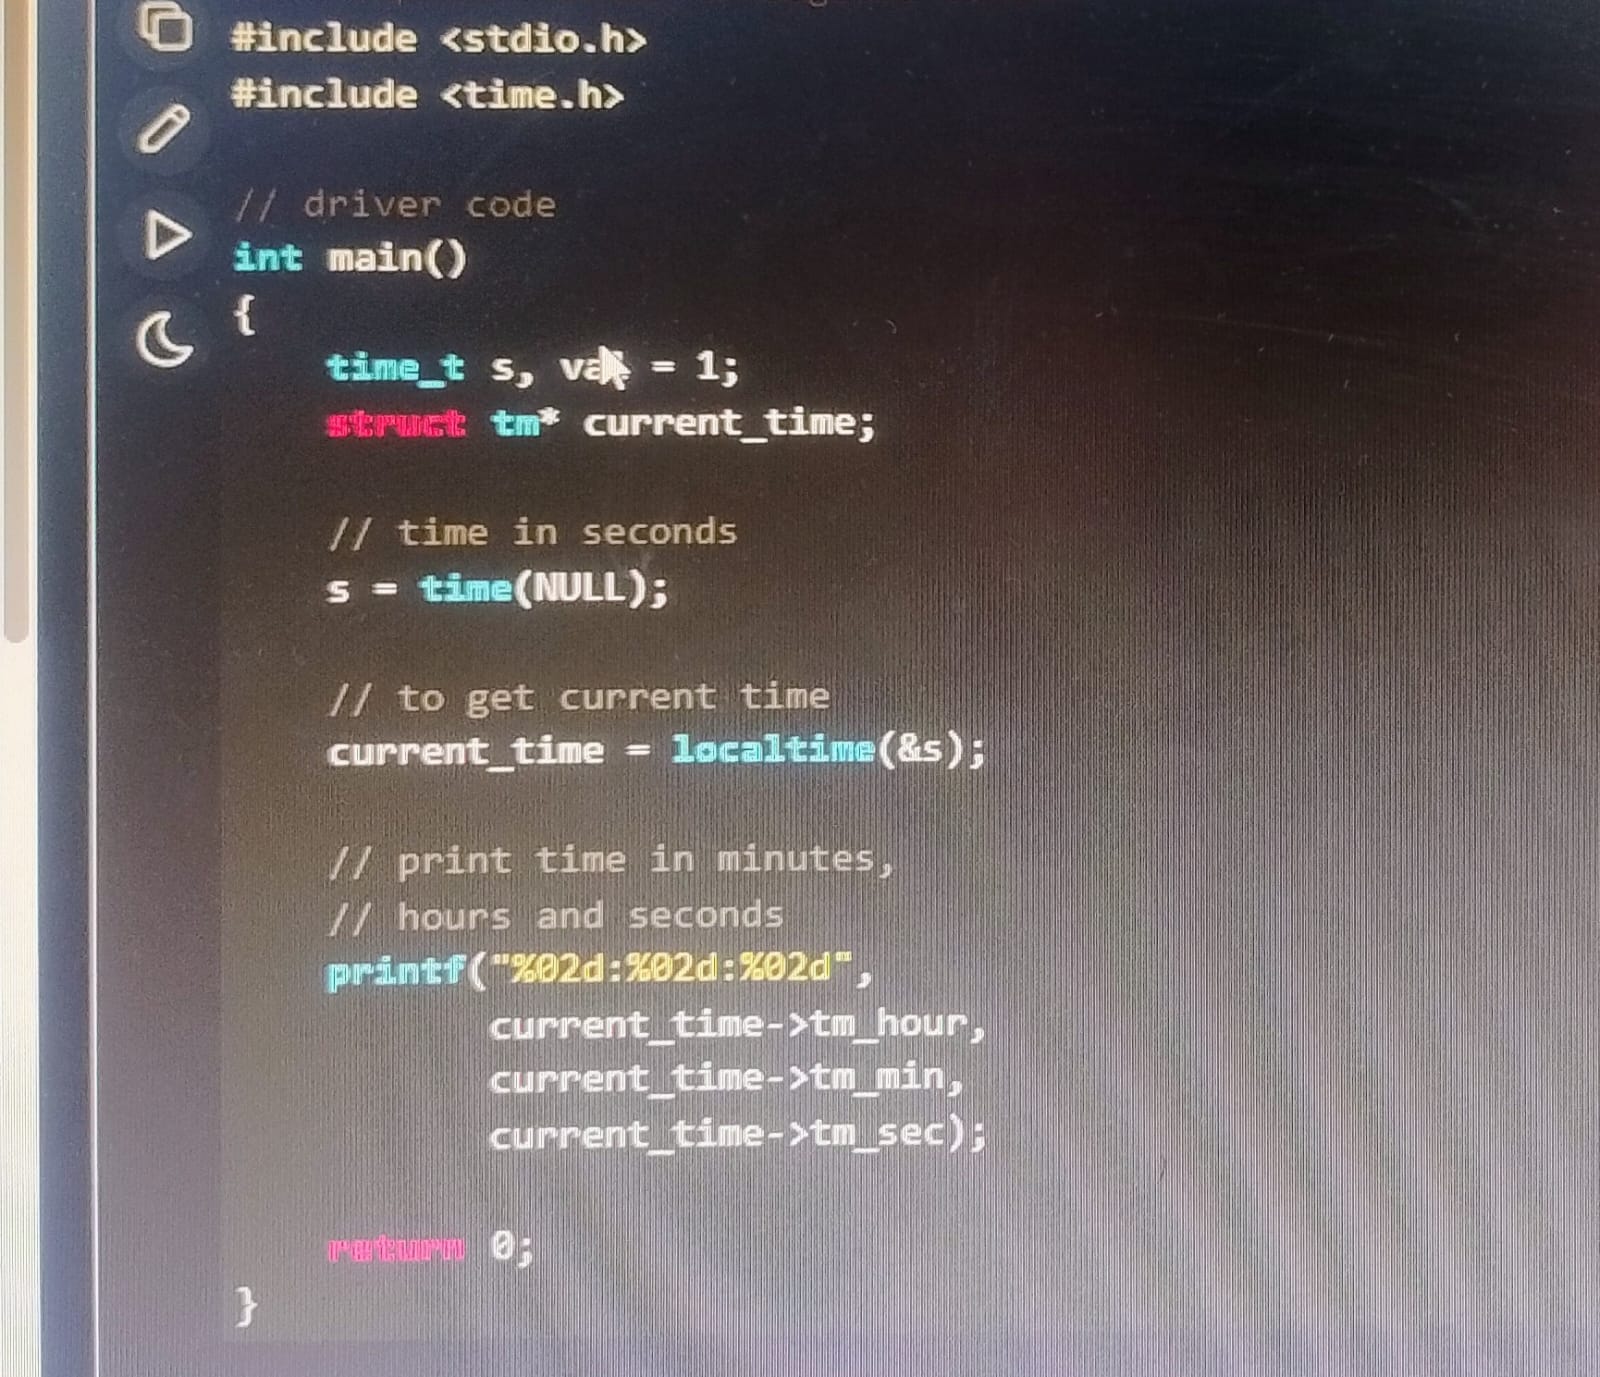 #include <stdio.h>
#include <time.h>
// driver code
int main()
{
time_t s, = 1;
struct tm* current_time;
// time in seconds
s = time(NULL);
// to get current time
current_time = localtime(&s);
// print time in minutes,
// hours and seconds
printf("%02d:%02d:%02d",
current_time->tm_hour,
current_time->tm_min,
current_time->tm_sec);
return 0;
}